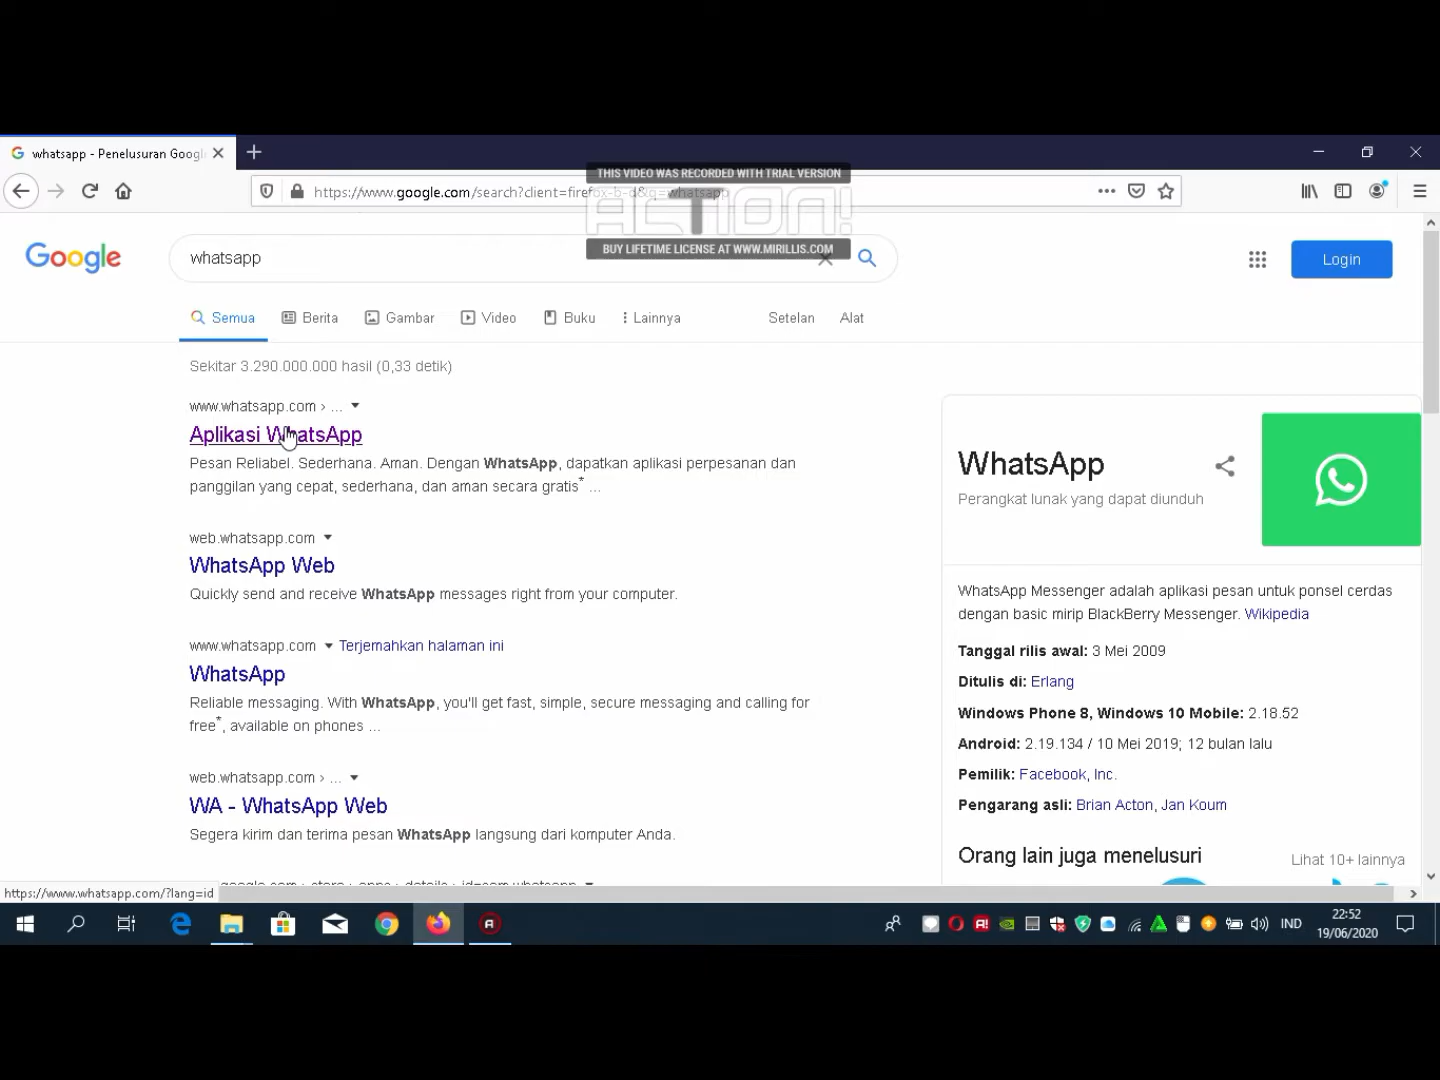 whatsapp - Penelusuran Googl
THIS VIDEO WAS RECORDED WITH TRIAL VERSION
https://www.google.com/search?client=firefox-b-d&q=whatsapp
ACTION!
BUY LIFETIME LICENSE AT WWW.MIRILLIS.COM
Google
whatsapp
Login
Semua Berita Gambar Video Buku Lainnya Setelan Alat
Sekitar 3.290.000.000 hasil (0,33 detik)
www.whatsapp.com › ...
Aplikasi WhatsApp
Pesan Reliabel. Sederhana. Aman. Dengan WhatsApp, dapatkan aplikasi perpesanan dan
panggilan yang cepat, sederhana, dan aman secara gratis* ...
web.whatsapp.com
WhatsApp Web
Quickly send and receive WhatsApp messages right from your computer.
www.whatsapp.com Terjemahkan halaman ini
WhatsApp
Reliable messaging. With WhatsApp, you'll get fast, simple, secure messaging and calling for
free*, available on phones ...
web.whatsapp.com › ...
WA - WhatsApp Web
Segera kirim dan terima pesan WhatsApp langsung dari komputer Anda.
WhatsApp
Perangkat lunak yang dapat diunduh
WhatsApp Messenger adalah aplikasi pesan untuk ponsel cerdas
dengan basic mirip BlackBerry Messenger. Wikipedia
Tanggal rilis awal: 3 Mei 2009
Ditulis di: Erlang
Windows Phone 8, Windows 10 Mobile: 2.18.52
Android: 2.19.134 / 10 Mei 2019; 12 bulan lalu
Pemilik: Facebook, Inc.
Pengarang asli: Brian Acton, Jan Koum
Orang lain juga menelusuri Lihat 10+ lainnya
https://www.whatsapp.com/?lang=id
IND
22:52
19/06/2020